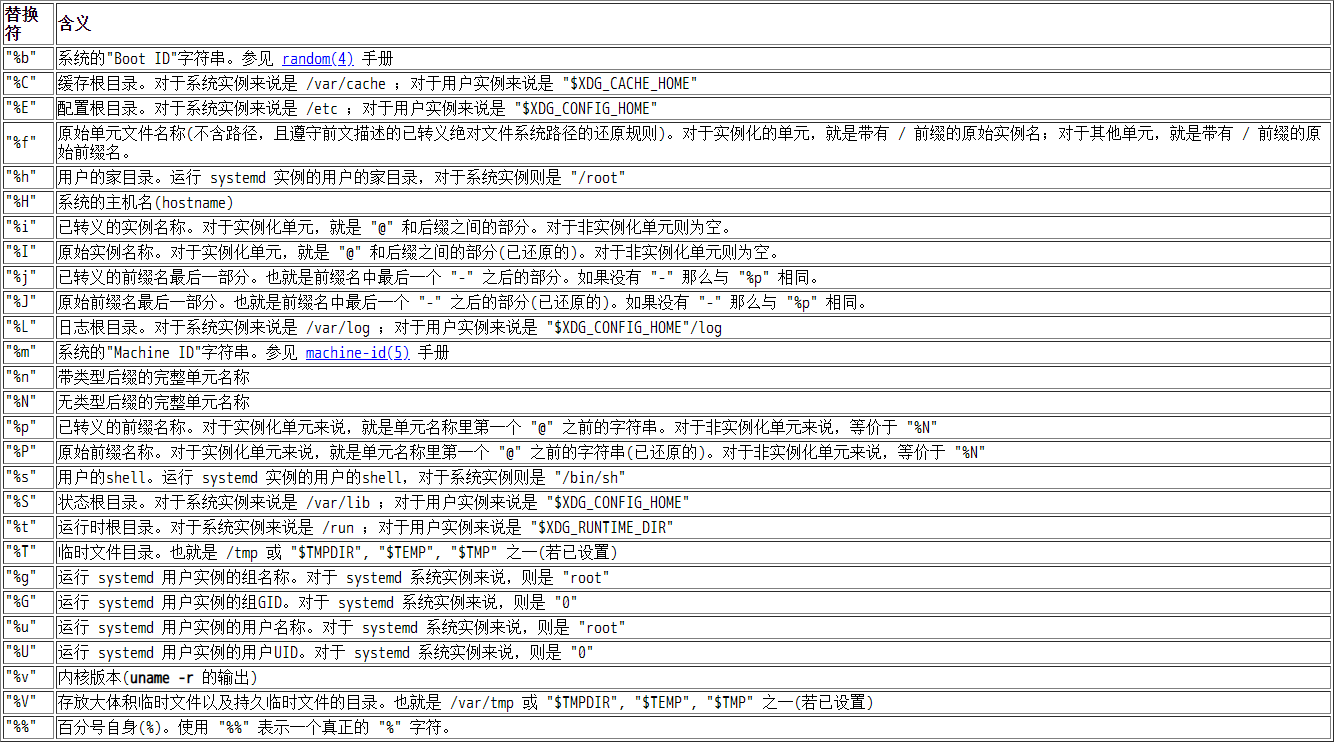 替换符 含义
"%b" 系统的"Boot ID"字符串。参见 random(4) 手册
"%C" 缓存根目录。对于系统实例来说是 /var/cache ；对于用户实例来说是 "$XDG_CACHE_HOME"
"%E" 配置根目录。对于系统实例来说是 /etc ；对于用户实例来说是 "$XDG_CONFIG_HOME"
"%f" 原始单元文件名称(不含路径，且遵守前文描述的已转义绝对文件系统路径的还原规则)。对于实例化的单元，就是带有 / 前缀的原始实例名；对于其他单元，就是带有 / 前缀的原
始前缀名。
"%h" 用户的家目录。运行 systemd 实例的用户的家目录，对于系统实例则是 "/root"
"%H" 系统的主机名(hostname)
"%i" 已转义的实例名称。对于实例化单元，就是 "@" 和后缀之间的部分。对于非实例化单元则为空。
"%I" 原始实例名称。对于实例化单元，就是 "@" 和后缀之间的部分(已还原的)。对于非实例化单元则为空。
"%j" 已转义的前缀名最后一部分。也就是前缀名中最后一个 "-" 之后的部分。如果没有 "-" 那么与 "%p" 相同。
"%J" 原始前缀名最后一部分。也就是前缀名中最后一个 "-" 之后的部分(已还原的)。如果没有 "-" 那么与 "%p" 相同。
"%L" 日志根目录。对于系统实例来说是 /var/log ；对于用户实例来说是 "$XDG_CONFIG_HOME"/log
"%m" 系统的"Machine ID"字符串。参见 machine-id(5) 手册
"%n" 带类型后缀的完整单元名称
"%N" 无类型后缀的完整单元名称
"%p" 已转义的前缀名称。对于实例化单元来说，就是单元名称里第一个 "@" 之前的字符串。对于非实例化单元来说，等价于 "%N"
"%P" 原始前缀名称。对于实例化单元来说，就是单元名称里第一个 "@" 之前的字符串(已还原的)。对于非实例化单元来说，等价于 "%N"
"%s" 用户的shell。运行 systemd 实例的用户的shell，对于系统实例则是 "/bin/sh"
"%S" 状态根目录。对于系统实例来说是 /var/lib ；对于用户实例来说是 "$XDG_CONFIG_HOME"
"%t" 运行时根目录。对于系统实例来说是 /run ；对于用户实例来说是 "$XDG_RUNTIME_DIR"
"%T" 临时文件目录。也就是 /tmp 或 "$TMPDIR", "$TEMP", "$TMP" 之一(若已设置)
"%g" 运行 systemd 用户实例的组名称。对于 systemd 系统实例来说，则是 "root"
"%G" 运行 systemd 用户实例的组GID。对于 systemd 系统实例来说，则是 "0"
"%u" 运行 systemd 用户实例的用户名称。对于 systemd 系统实例来说，则是 "root"
"%U" 运行 systemd 用户实例的用户UID。对于 systemd 系统实例来说，则是 "0"
"%v" 内核版本(uname -r 的输出)
"%V" 存放大体积临时文件以及持久临时文件的目录。也就是 /var/tmp 或 "$TMPDIR", "$TEMP", "$TMP" 之一(若已设置)
"%%" 百分号自身(%)。使用 "%%" 表示一个真正的 "%" 字符。